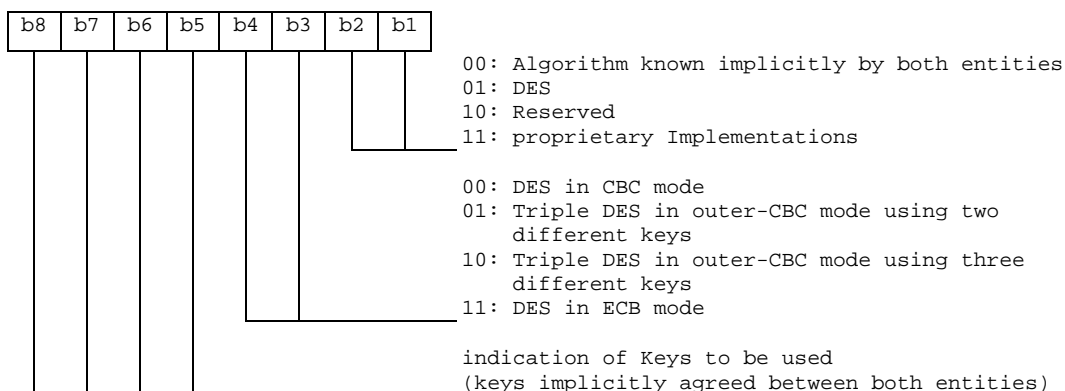 b8 b7 b6 b5 b4 b3 b2 b1
00: Algorithm known implicitly by both entities
01: DES
10: Reserved
11: proprietary Implementations
00: DES in CBC mode
01: Triple DES in outer-CBC mode using two
different keys
10: Triple DES in outer-CBC mode using three
different keys
11: DES in ECB mode
indication of Keys to be used
(keys implicitly agreed between both entities)